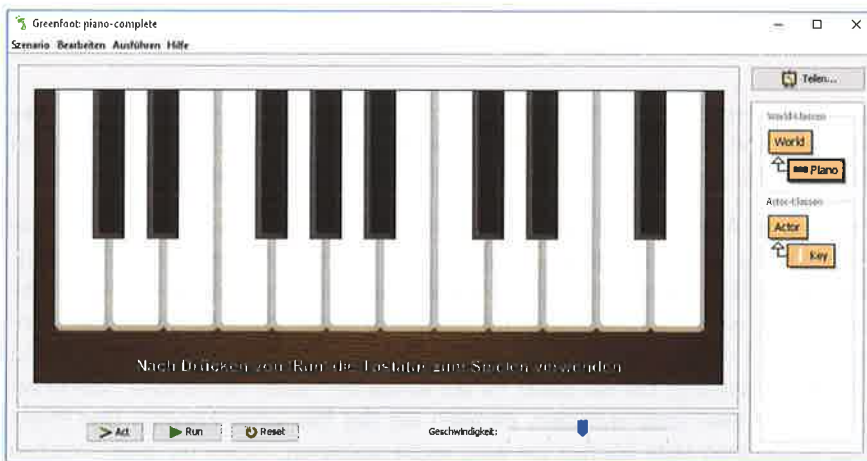 Greenfoot: piano-complete
Szenario Bearbeiten Ausführen Hilfe
Teilen...
World-Klassen
World
Piano
Actor-Klassen
Actor
Key
Nach Drücken von 'Run' die Tastatur zum Spielen verwenden
Act Run Reset Geschwindigkeit: